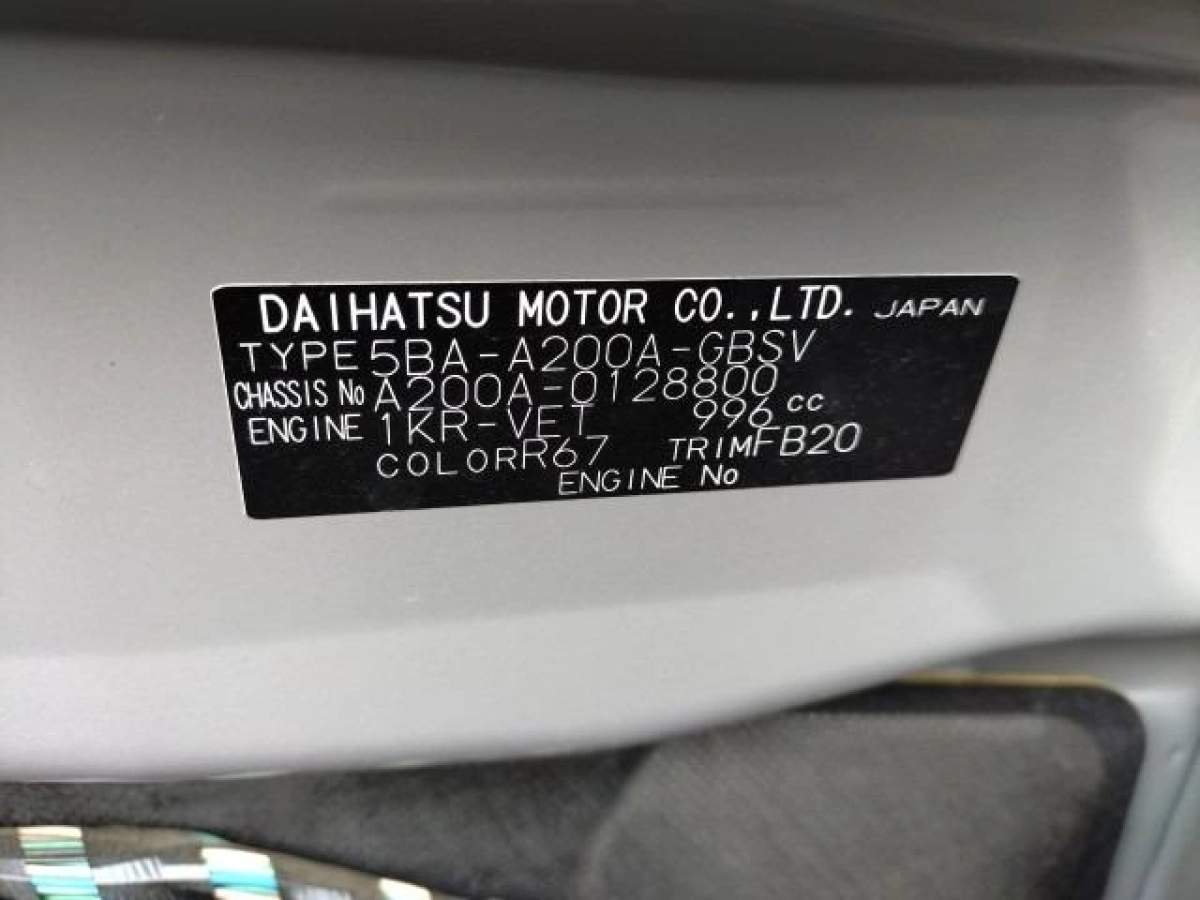 DAIHATSU MOTOR CO.,LTD. JAPAN
TYPE 5BA-A200A-GBSV
CHASSIS No A200A-0128800
ENGINE 1KR-VET 996 cc
COLOR R67 TRIM FB20
ENGINE No